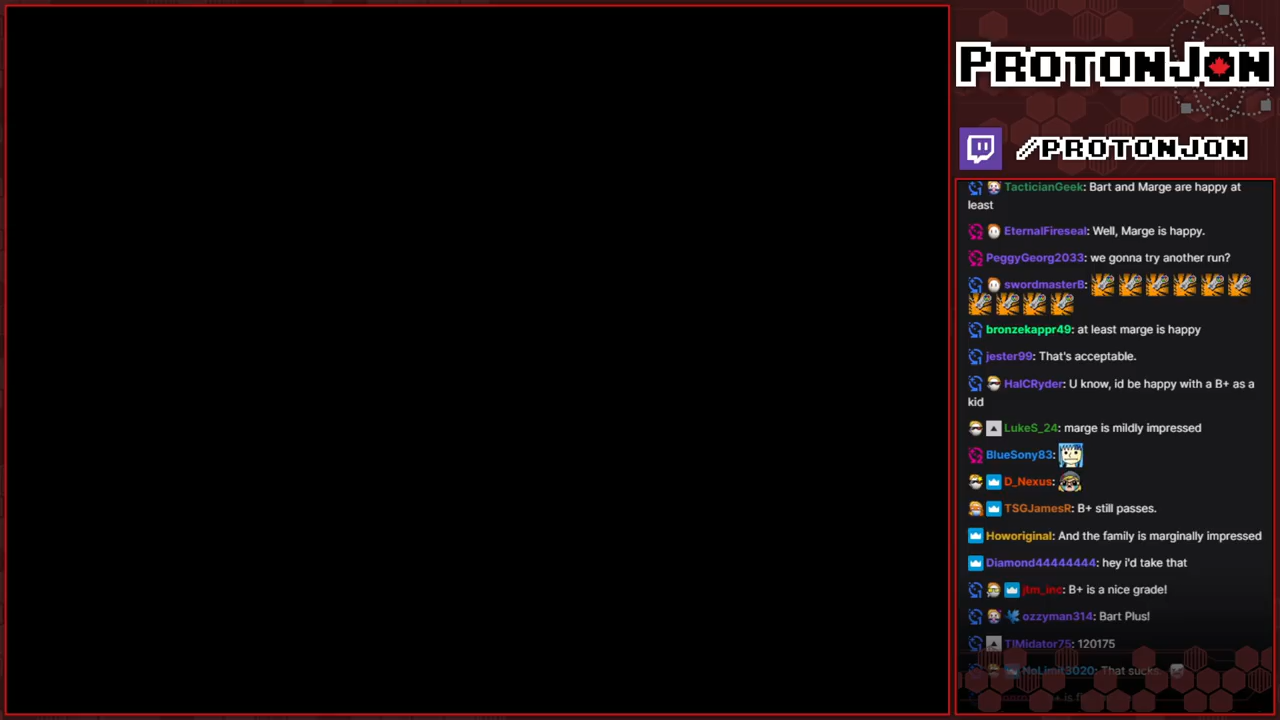 PROTONJON
/PROTONJON
TacticianGeek: Bart and Marge are happy at
least
EternalFireseal: Well, Marge is happy.
PeggyGeorg2033: we gonna try another run?
swordmasterB:
bronzekappr49: at least marge is happy
jester99: That's acceptable.
HalCRyder: U know, id be happy with a B+ as a
kid
LukeS_24: marge is mildly impressed
BlueSony83:
D_Nexus:
TSGJamesR: B+ still passes.
Howoriginal: And the family is marginally impressed
Diamond44444444: hey i'd take that
jtm_inc: B+ is a nice grade!
ozzyman314: Bart Plus!
TIMidator75: 120175
NoLimit3020: That sucks.